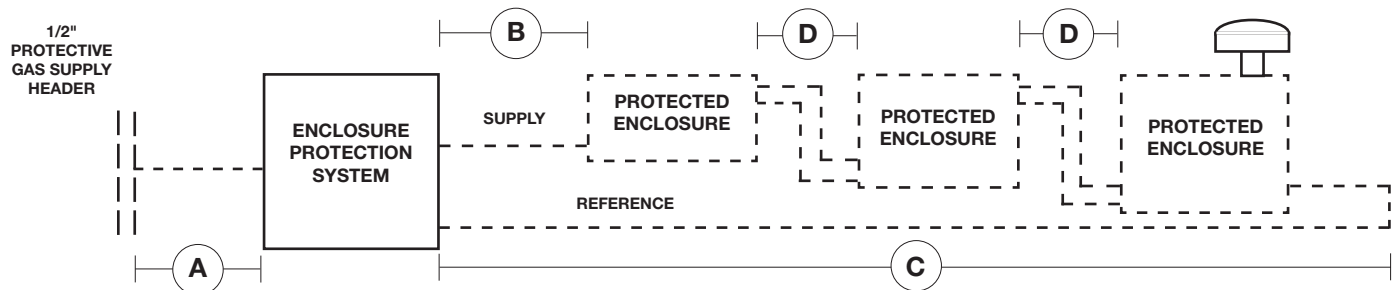 1/2"
PROTECTIVE
GAS SUPPLY
HEADER
A
ENCLOSURE
PROTECTION
SYSTEM
B
SUPPLY
REFERENCE
PROTECTED
ENCLOSURE
D
PROTECTED
ENCLOSURE
D
PROTECTED
ENCLOSURE
C